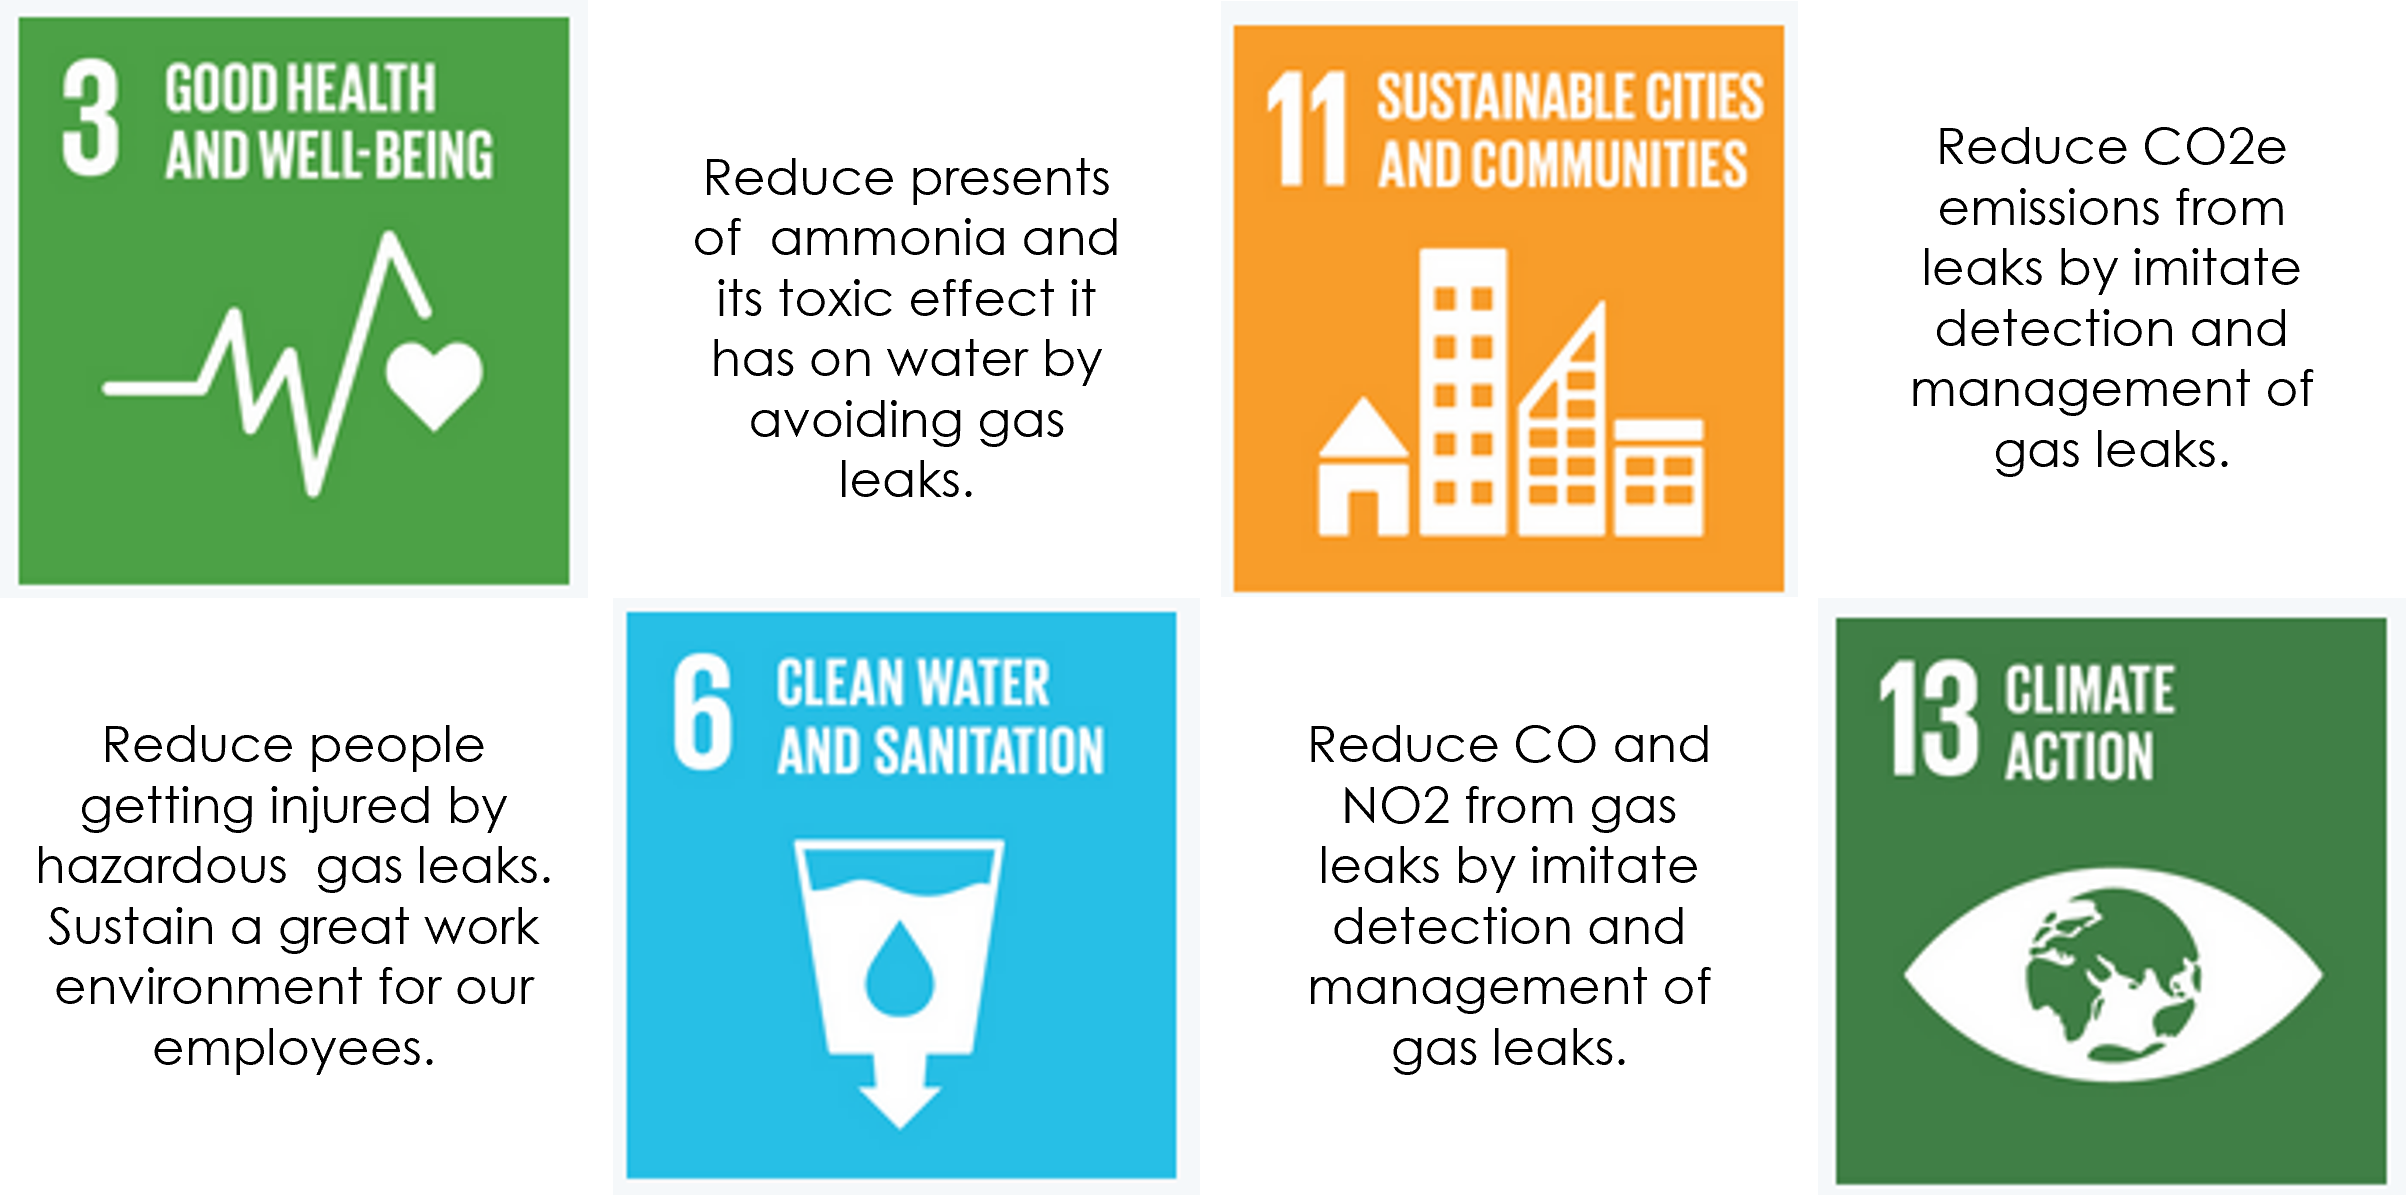 3
GOOD HEALTH
AND WELL-BEING
Reduce people
getting injured by
hazardous gas leaks.
Sustain a great work
environment for our
employees.
Reduce presents
of ammonia and
its toxic effect it
has on water by
avoiding gas
leaks.
6
CLEAN WATER
AND SANITATION
11
SUSTAINABLE CITIES
AND COMMUNITIES
Reduce CO and
NO2 from gas
leaks by imitate
detection and
management of
gas leaks.
Reduce CO2e
emissions from
leaks by imitate
detection and
management of
gas leaks.
13
CLIMATE
ACTION